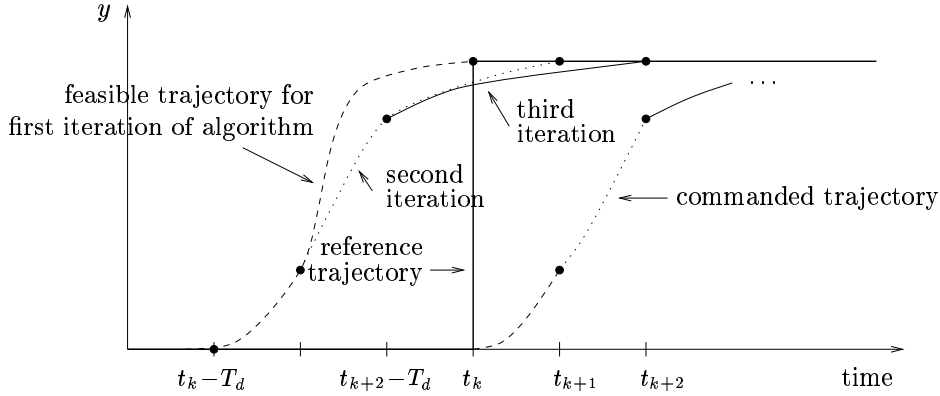 y
feasible trajectory for
first iteration of algorithm
third
iteration
. . .
second
iteration
commanded trajectory
reference
trajectory
t_k − T_d
t_{k+2} − T_d
t_k
t_{k+1}
t_{k+2}
time